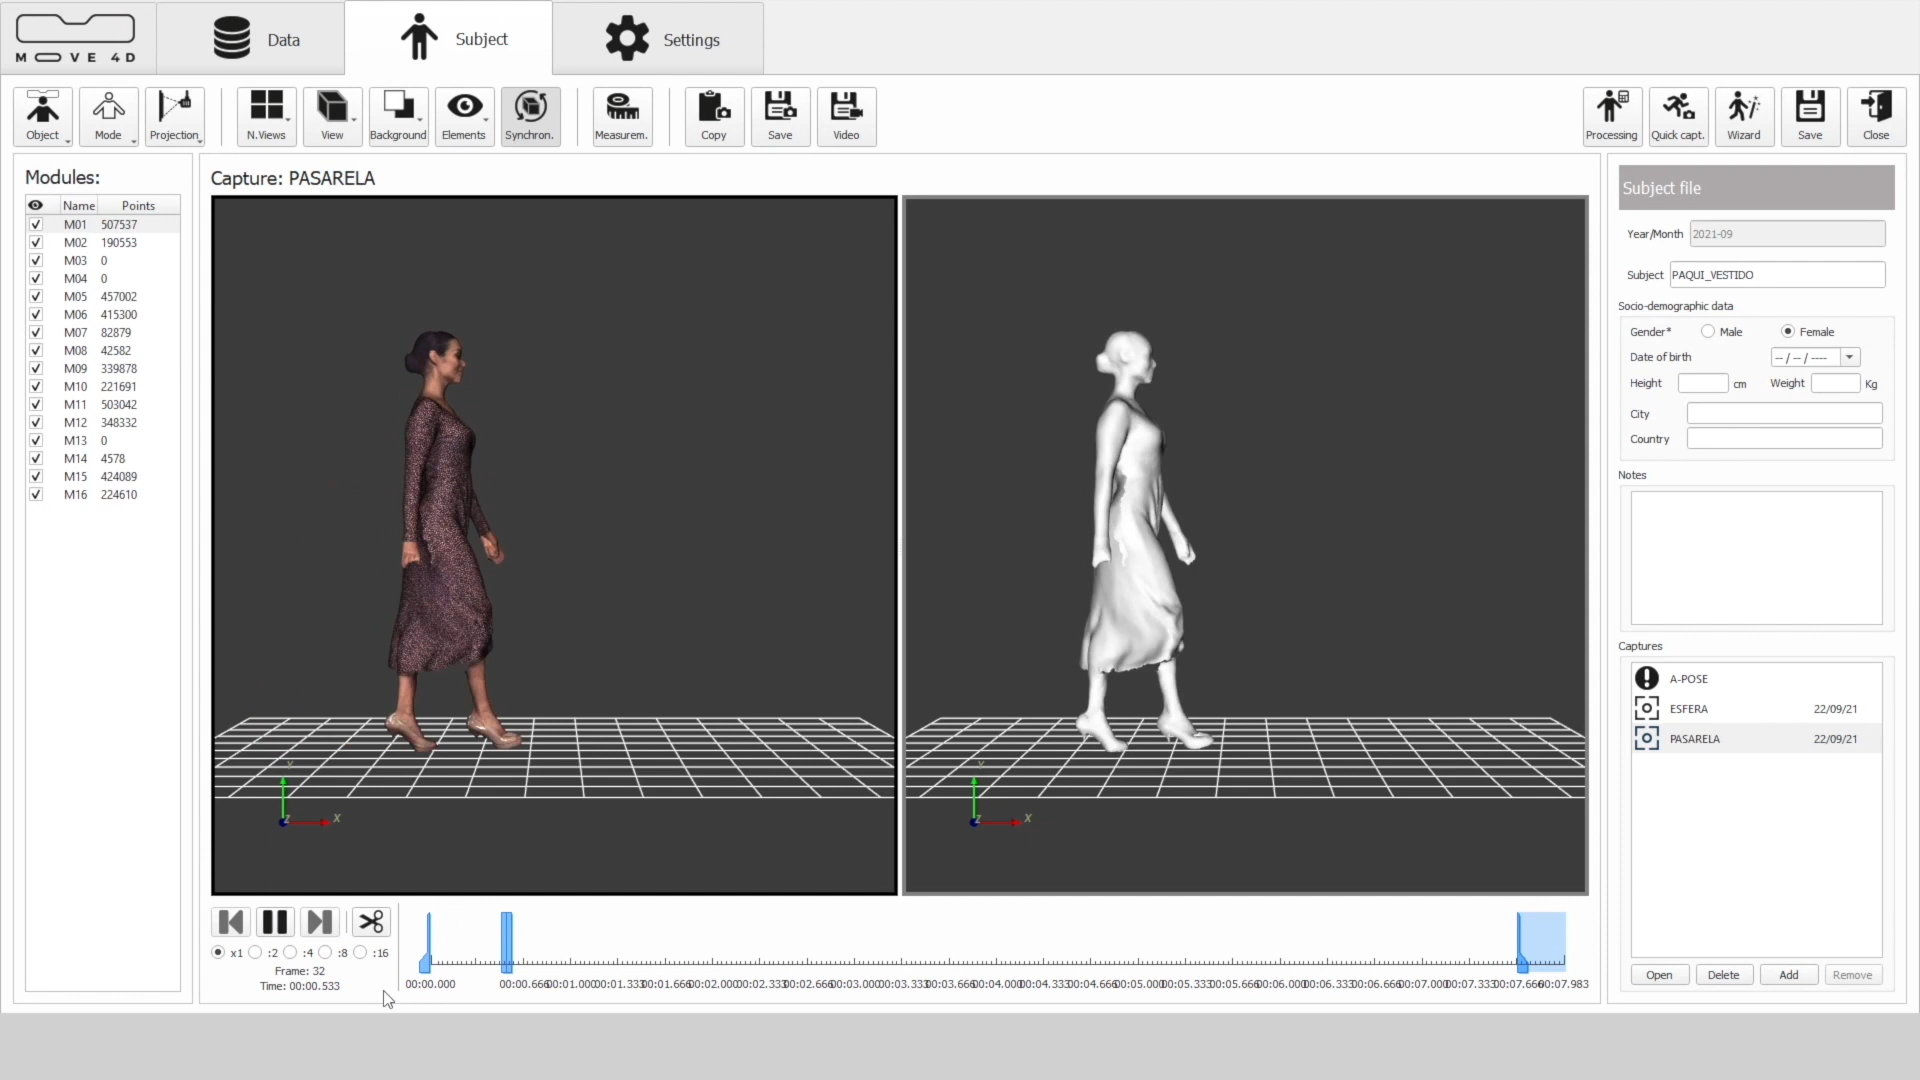 MOVE 4D
Data
Subject
Settings
Object
Mode
Projection
N.Views
View
Background
Elements
Synchron.
Measurem.
Copy
Save
Video
Processing
Quick capt.
Wizard
Save
Close
Modules:
Name Points
M01 507537
M02 190553
M03 0
M04 0
M05 457002
M06 415300
M07 82879
M08 42582
M09 339878
M10 221691
M11 503042
M12 348332
M13 0
M14 4578
M15 424089
M16 224610
Capture: PASARELA
Y
Z
X
Y
Z
X
x1 :2 :4 :8 :16
Frame: 32
Time: 00:00.533
00:00.000 00:00.666 00:01.000 00:01.333 00:01.666 00:02.000 00:02.333 00:02.666 00:03.000 00:03.333 00:03.666 00:04.000 00:04.333 00:04.666 00:05.000 00:05.333 00:05.666 00:06.000 00:06.333 00:06.666 00:07.000 00:07.333 00:07.666 00:07.983
Subject file
Year/Month 2021-09
Subject PAQUI_VESTIDO
Socio-demographic data
Gender* Male Female
Date of birth -- / -- / ----
Height cm Weight Kg
City
Country
Notes
Captures
A-POSE
ESFERA 22/09/21
PASARELA 22/09/21
Open Delete Add Remove